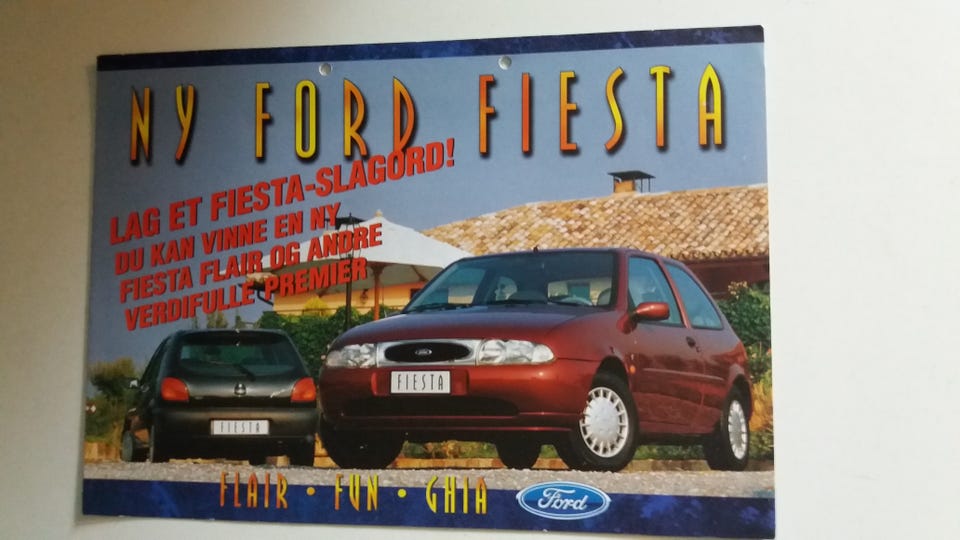 NY FORD FIESTA
LAG ET FIESTA-SLAGORD!
DU KAN VINNE EN NY
FIESTA FLAIR OG ANDRE
VERDIFULLE PREMIER
FIESTA
FIESTA
FLAIR • FUN • GHIA
Ford